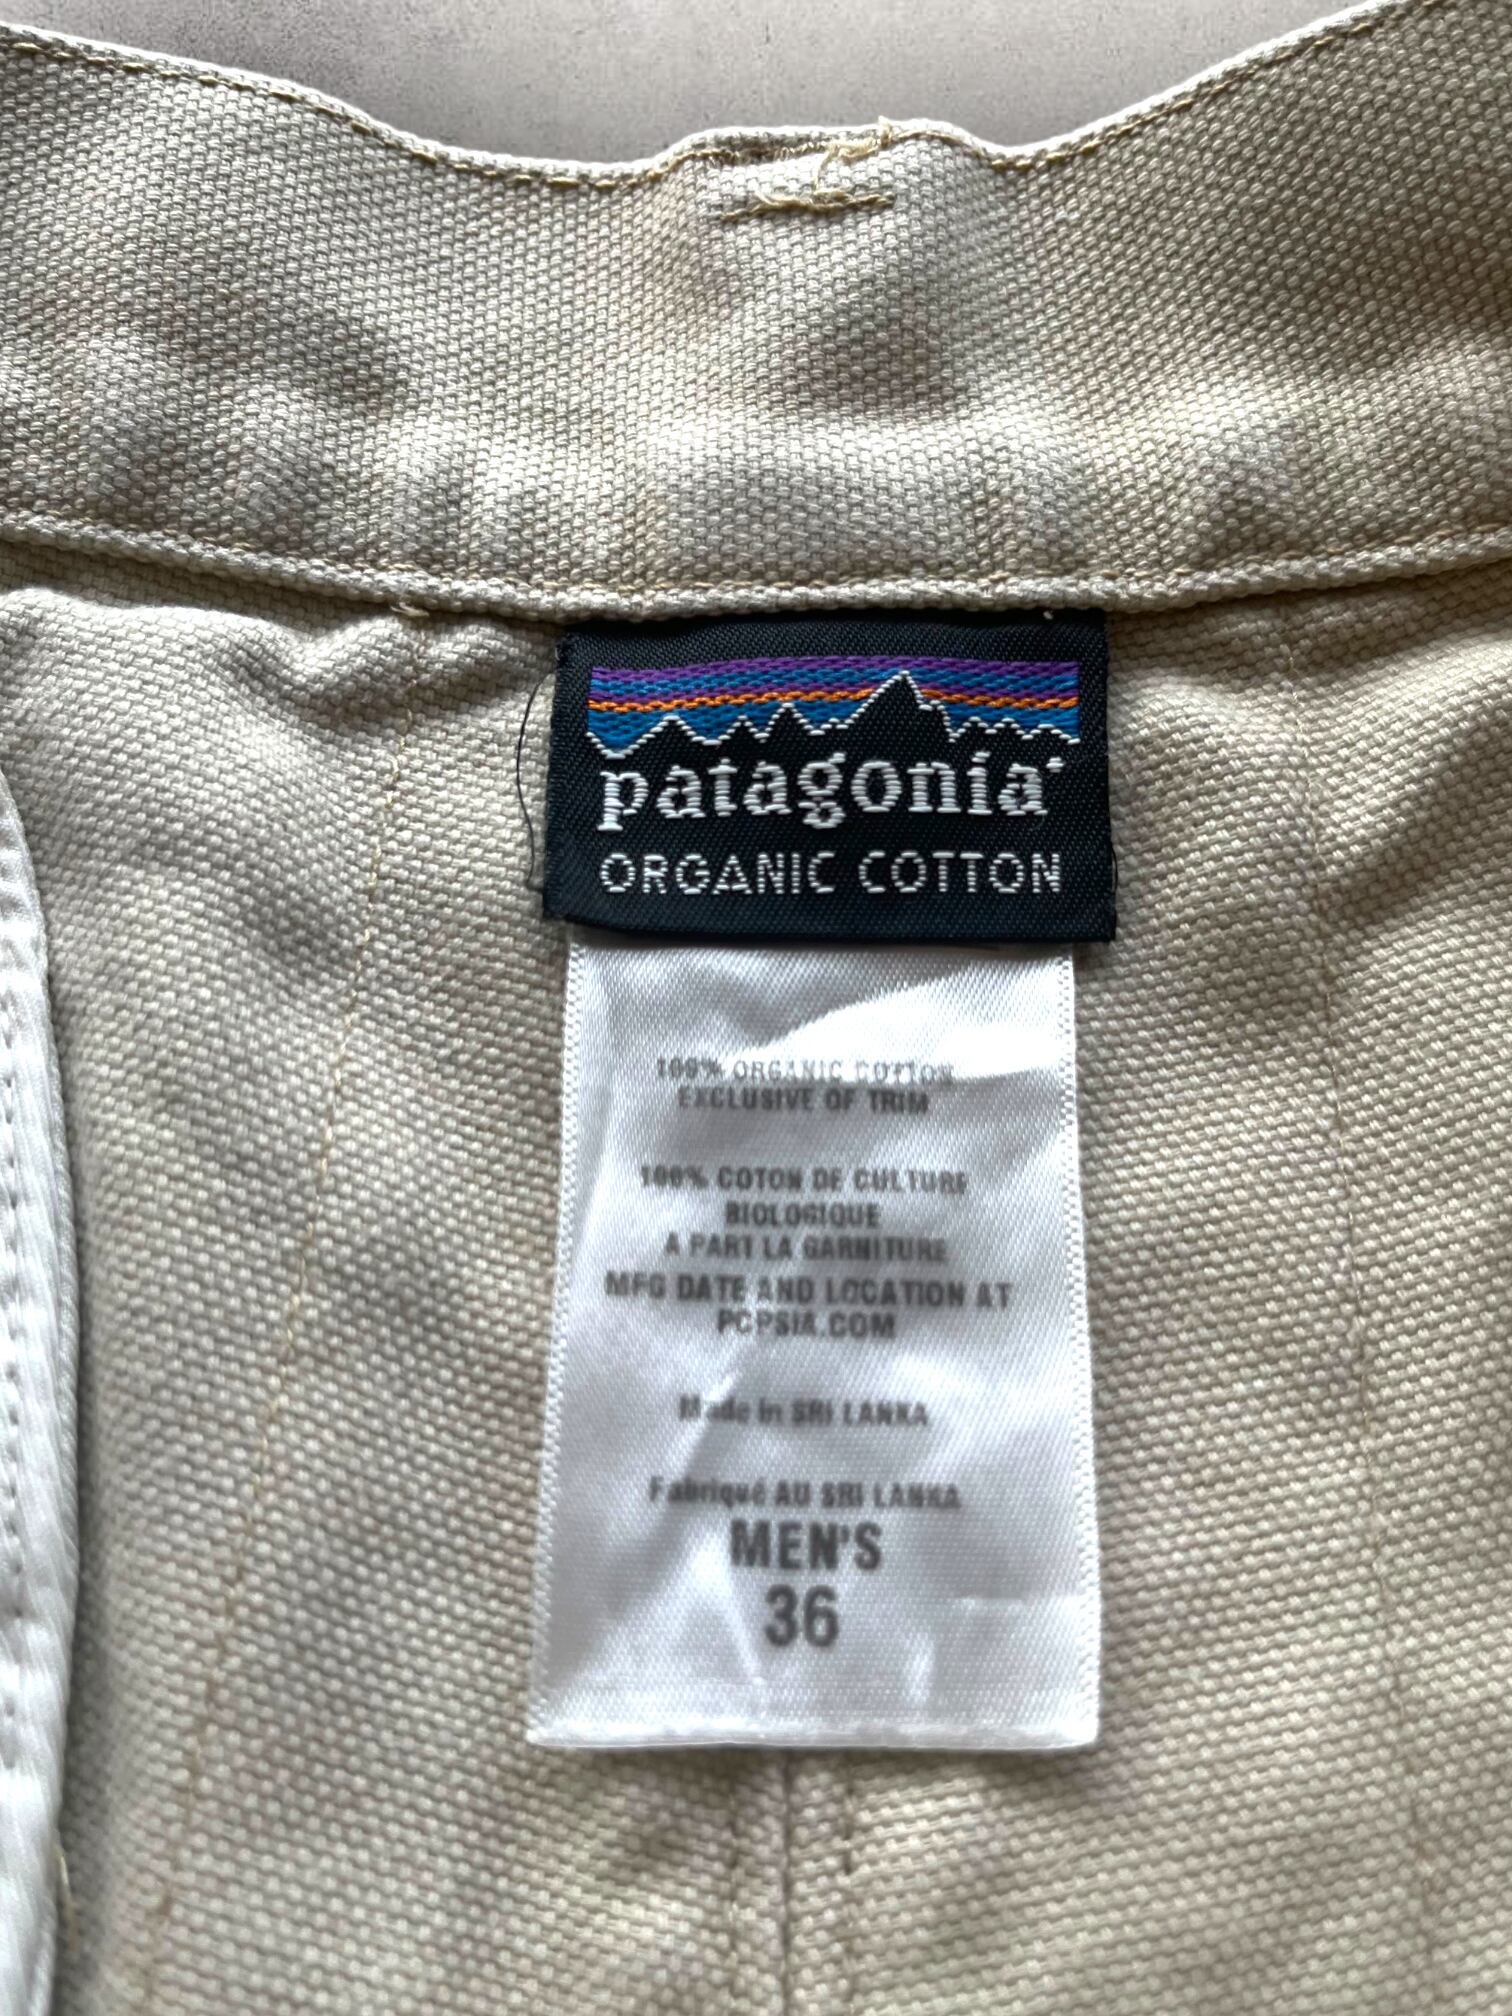 patagonia
ORGANIC COTTON
100% ORGANIC COTTON
EXCLUSIVE OF TRIM
100% COTON DE CULTURE
BIOLOGIQUE
A PART LA GARNITURE
MFG DATE AND LOCATION AT
PCPSIA.COM
Made in SRI LANKA
Fabriqué AU SRI LANKA
MEN'S
36